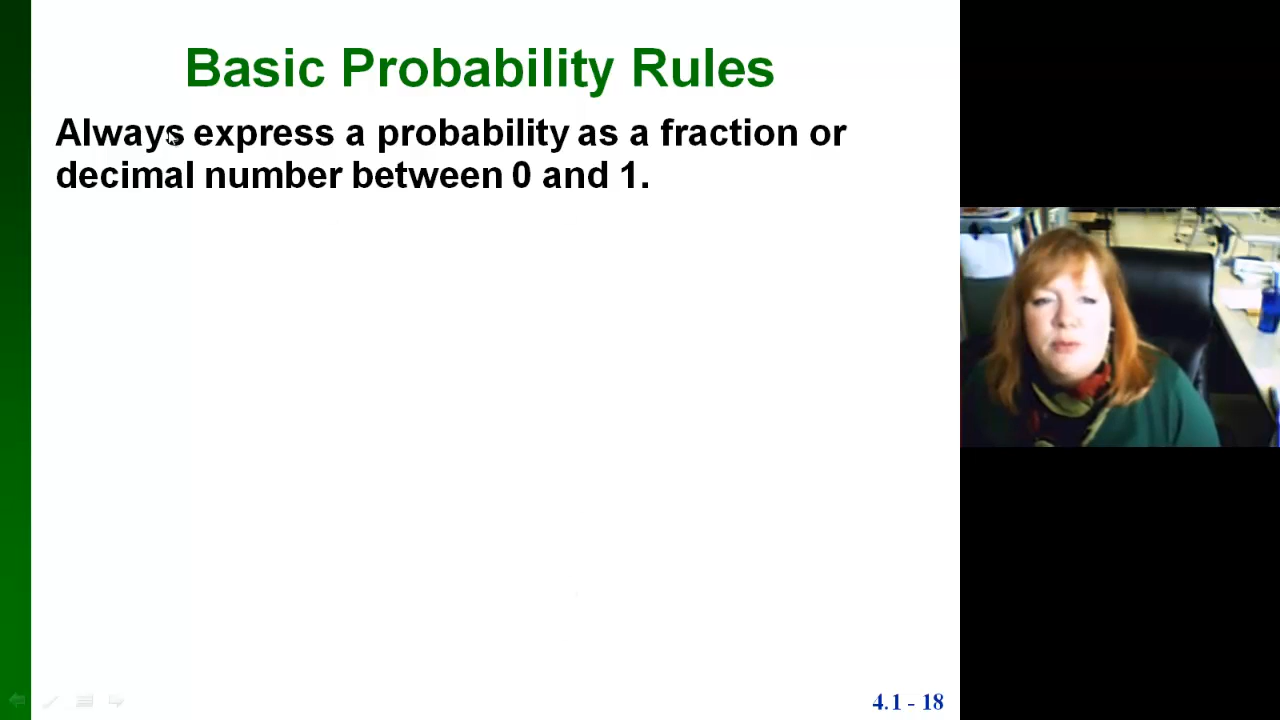 Basic Probability Rules
Always express a probability as a fraction or
decimal number between 0 and 1.
4.1 - 18